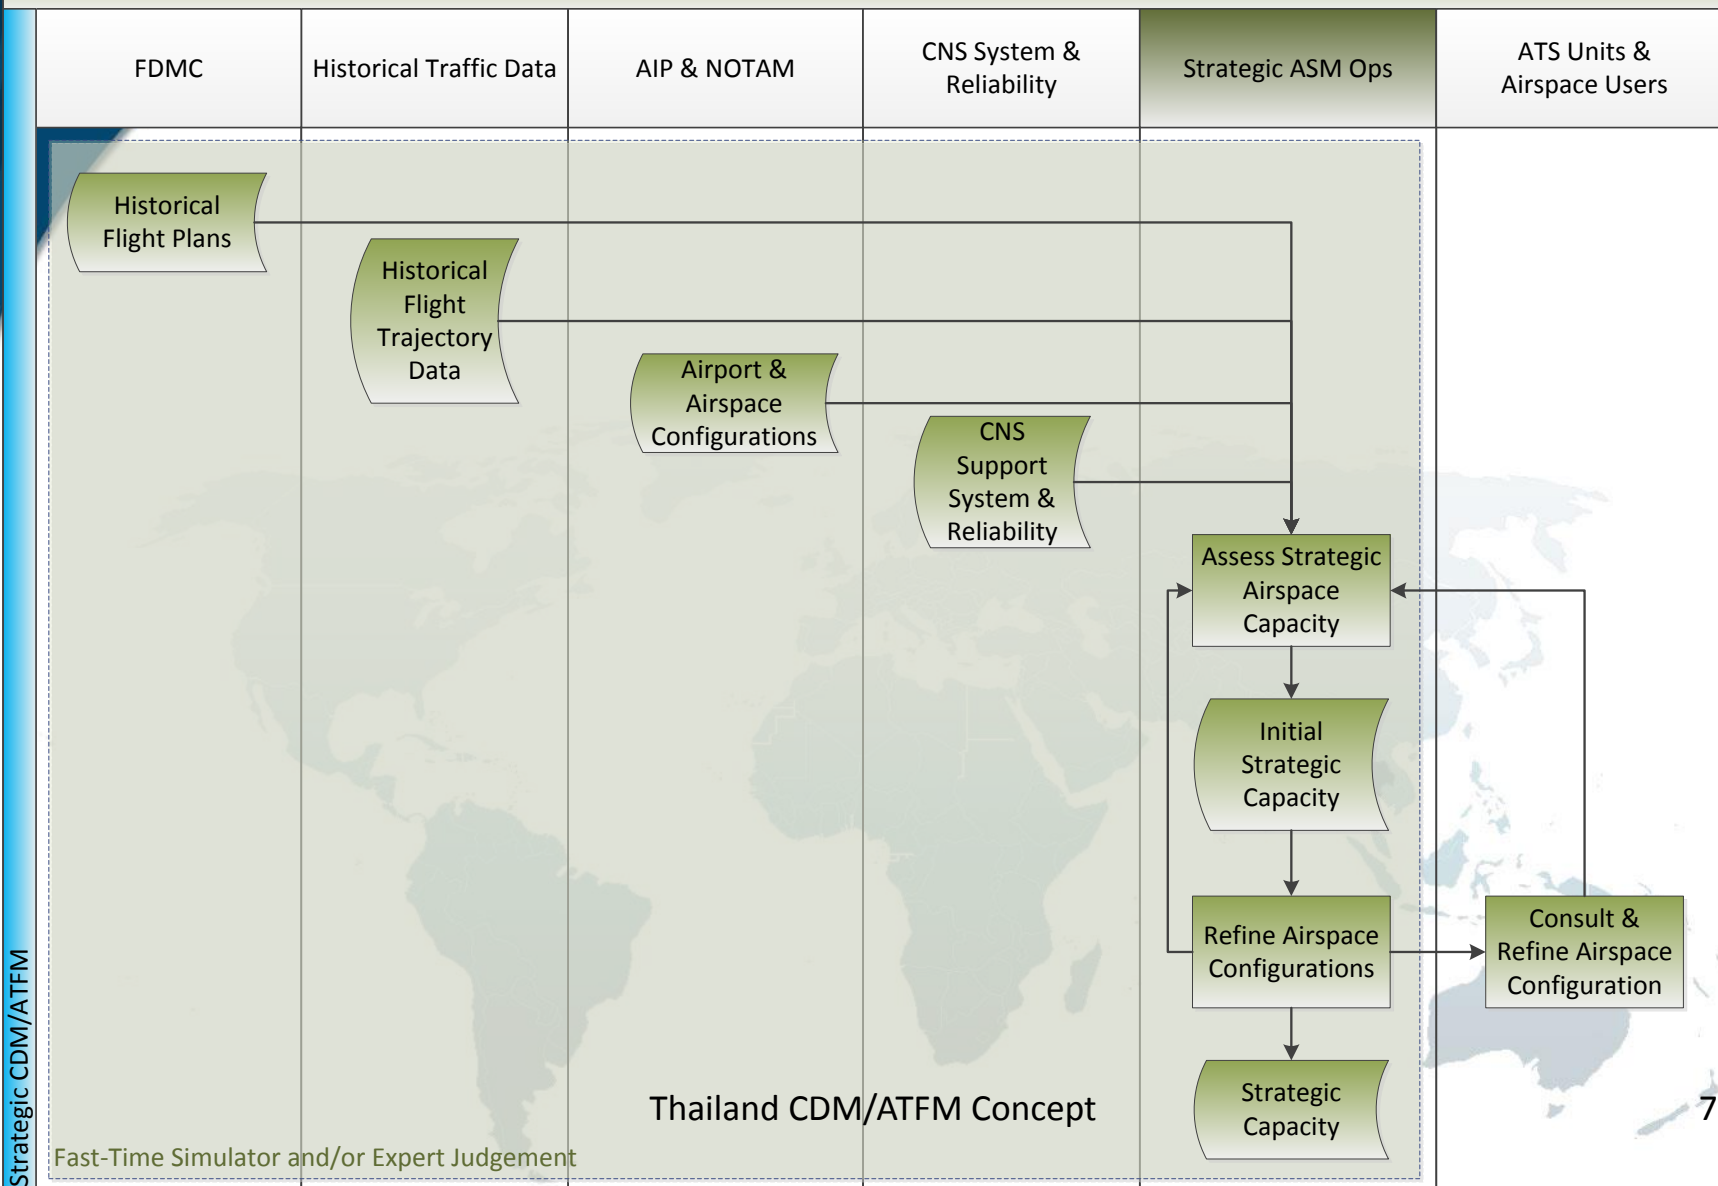 FDMC
Historical Traffic Data
AIP & NOTAM
CNS System &
Reliability
Strategic ASM Ops
ATS Units &
Airspace Users
Historical
Flight Plans
Historical
Flight
Trajectory
Data
Airport &
Airspace
Configurations
CNS
Support
System &
Reliability
Assess Strategic
Airspace
Capacity
Initial
Strategic
Capacity
Refine Airspace
Configurations
Consult &
Refine Airspace
Configuration
Strategic
Capacity
Strategic CDM/ATFM
Thailand CDM/ATFM Concept
7
Fast-Time Simulator and/or Expert Judgement